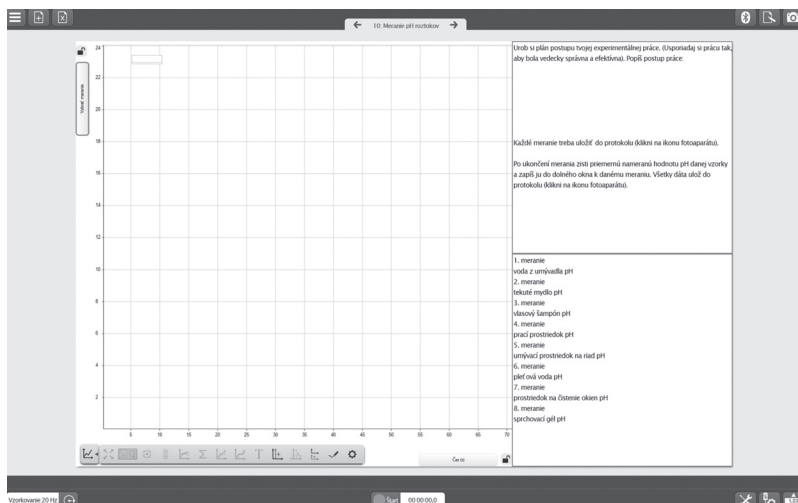 10: Meranie pH roztokov
Vybrať meranie
24
22
20
18
16
14
12
10
8
6
4
2
5 10 15 20 25 30 35 40 45 50 55 60 65 70
Čas (s)
Urob si plán postupu tvojej experimentálnej práce. (Usporiadaj si prácu tak,
aby bola vedecky správna a efektívna). Popíš postup práce:
Každé meranie treba uložiť do protokolu (klikni na ikonu fotoaparátu).
Po ukončení merania zisti priemernú nameranú hodnotu pH danej vzorky
a zapíš ju do dolného okna k danému meraniu. Všetky dáta ulož do
protokolu (klikni na ikonu fotoaparátu).
1. meranie
voda z umývadla pH
2. meranie
tekuté mydlo pH
3. meranie
vlasový šampón pH
4. meranie
prací prostriedok pH
5. meranie
umývací prostriedok na riad pH
6. meranie
pleťová voda pH
7. meranie
prostriedok na čistenie okien pH
8. meranie
sprchovací gél pH
Vzorkovanie 20 Hz
Štart 00:00:00,0